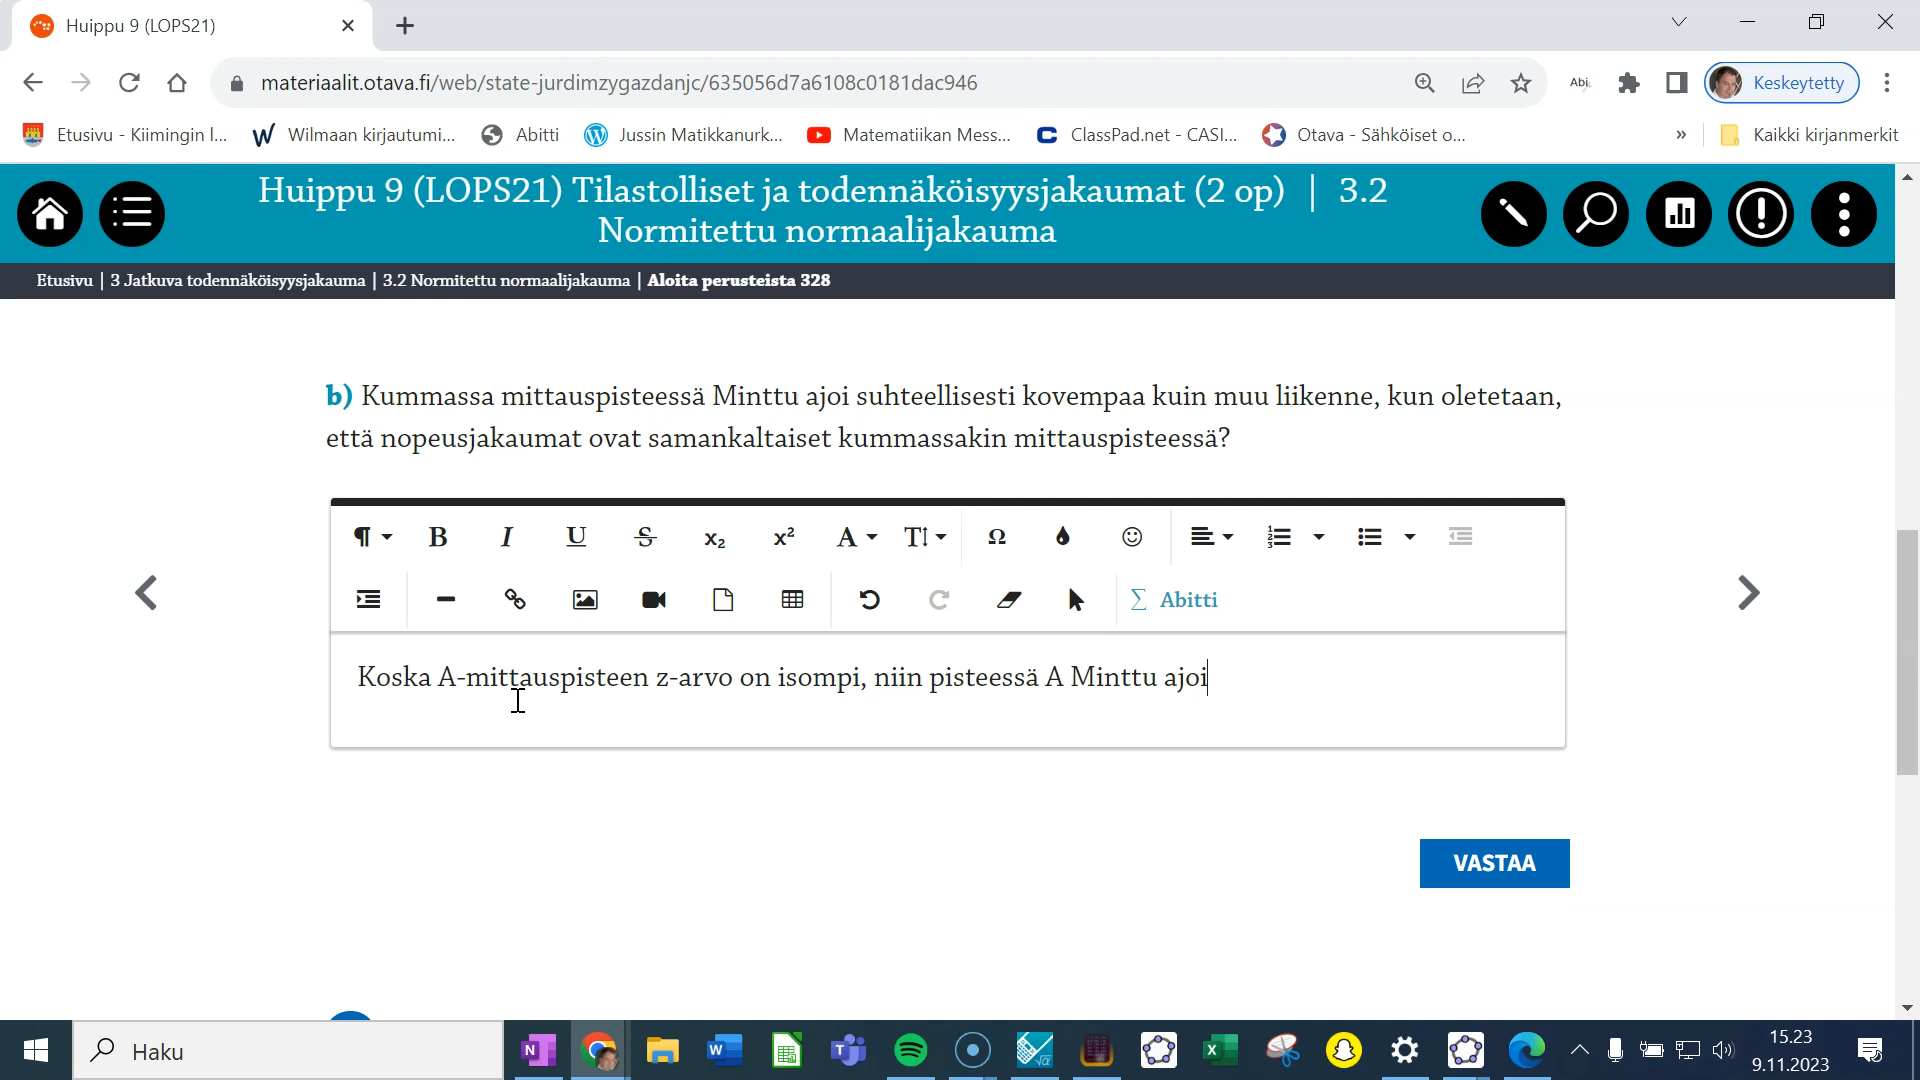 Huippu 9 (LOPS21)
materiaalit.otava.fi/web/state-jurdimzygazdanjc/635056d7a6108c0181dac946
Abi
Keskeytetty
Etusivu - Kiimingin l...
Wilmaan kirjautumi...
Abitti
Jussin Matikkanurk...
Matematiikan Mess...
ClassPad.net - CASI...
Otava - Sähköiset o...
»
Kaikki kirjanmerkit
Huippu 9 (LOPS21) Tilastolliset ja todennäköisyysjakaumat (2 op) | 3.2
Normitettu normaalijakauma
Etusivu | 3 Jatkuva todennäköisyysjakauma | 3.2 Normitettu normaalijakauma | Aloita perusteista 328
b) Kummassa mittauspisteessä Minttu ajoi suhteellisesti kovempaa kuin muu liikenne, kun oletetaan,
että nopeusjakaumat ovat samankaltaiset kummassakin mittauspisteessä?
¶ B I U S x₂ x² A T Ω
Σ Abitti
Koska A-mittauspisteen z-arvo on isompi, niin pisteessä A Minttu ajoi
VASTAA
Haku
15.23
9.11.2023